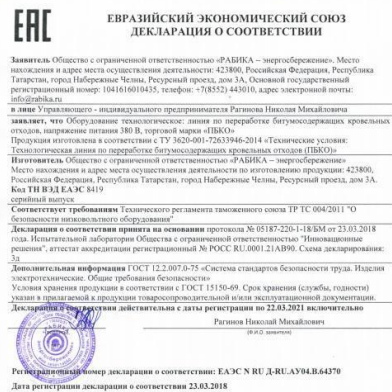 EAC
ЕВРАЗИЙСКИЙ ЭКОНОМИЧЕСКИЙ СОЮЗ
ДЕКЛАРАЦИЯ О СООТВЕТСТВИИ
Заявитель Общество с ограниченной ответственностью «РАБИКА – энергосбережение». Место
нахождения и адрес места осуществления деятельности: 423800, Российская Федерация, Республика
Татарстан, город Набережные Челны, Ресурсный проезд, дом 3А, Основной государственный
регистрационный номер: 1041616010435, телефон: +7(8552) 443010, адрес электронной почты:
info@rabika.ru
в лице Управляющего - индивидуального предпринимателя Рагинова Николая Михайловича
заявляет, что Оборудование технологическое: линия по переработке битумосодержащих кровельных
отходов, напряжение питания 380 В, торговой марки «ПБКО»
Продукция изготовлена в соответствии с ТУ 3620-001-72633946-2014 «Технические условия:
Технологическая линия по переработке битумосодержащих кровельных отходов (ПБКО)»
Изготовитель Общество с ограниченной ответственностью «РАБИКА – энергосбережение»
Место нахождения и адрес места осуществления деятельности по изготовлению продукции: 423800,
Российская Федерация, Республика Татарстан, город Набережные Челны, Ресурсный проезд, дом 3А.
Код ТН ВЭД ЕАЭС 8419
серийный выпуск
Соответствует требованиям Технического регламента таможенного союза ТР ТС 004/2011 "О
безопасности низковольтного оборудования"
Декларация о соответствии принята на основании протокола № 05187-220-1-18/БМ от 23.03.2018
года. Испытательной лаборатории Общества с Ограниченной ответственностью "Инновационные
решения", аттестат аккредитации регистрационный № РОСС RU.0001.21АВ90. Схема декларирования:
3д
Дополнительная информация ГОСТ 12.2.007.0-75 «Система стандартов безопасности труда. Изделия
электротехнические. Общие требования безопасности»
Условия хранения продукции в соответствии с ГОСТ 15150-69. Срок хранения (службы, годности)
указан в прилагаемой к продукции товаросопроводительной и/или эксплуатационной документации.
Декларация о соответствии действительна с даты регистрации по 22.03.2021 включительно
Рагинов Николай Михайлович
(Ф.И.О. заявителя)
Регистрационный номер декларации о соответствии: ЕАЭС N RU Д-RU.АУ04.В.64370
Дата регистрации декларации о соответствии 23.03.2018